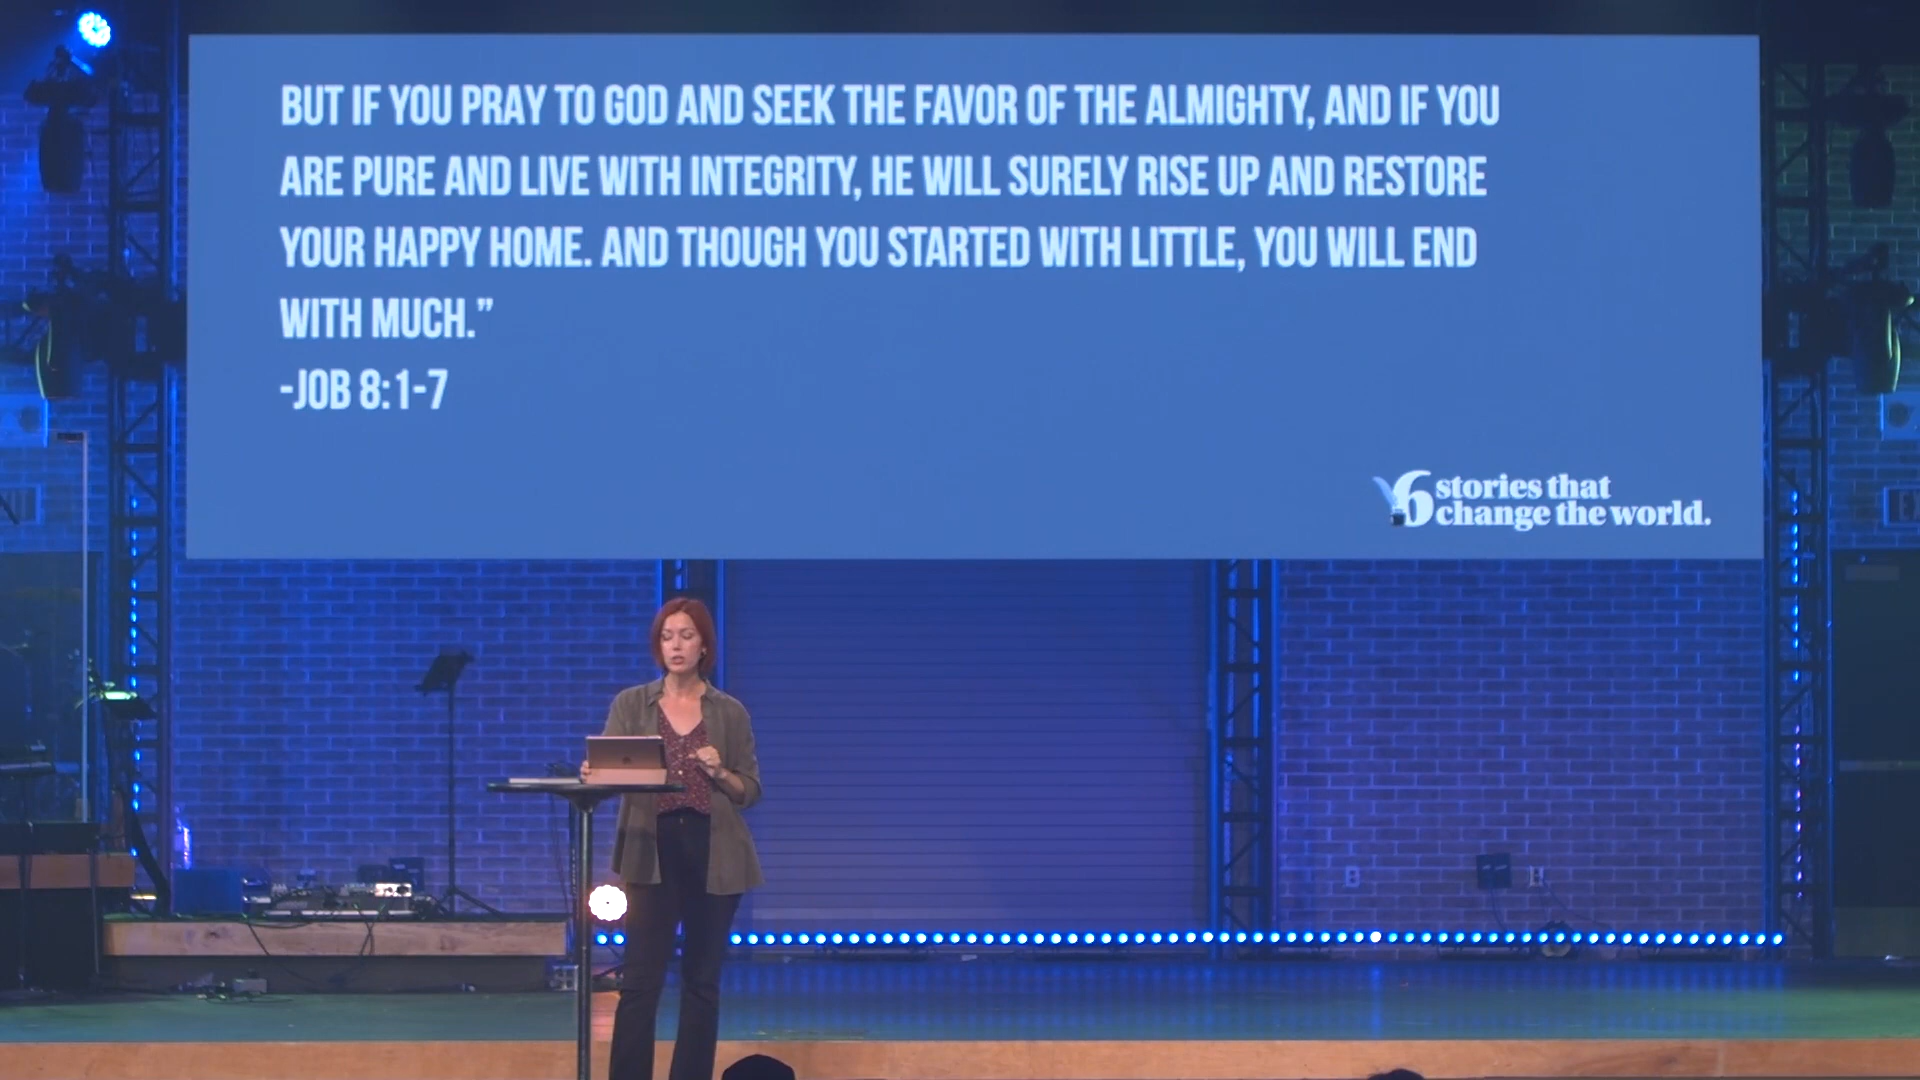 BUT IF YOU PRAY TO GOD AND SEEK THE FAVOR OF THE ALMIGHTY, AND IF YOU
ARE PURE AND LIVE WITH INTEGRITY, HE WILL SURELY RISE UP AND RESTORE
YOUR HAPPY HOME. AND THOUGH YOU STARTED WITH LITTLE, YOU WILL END
WITH MUCH.”
-JOB 8:1-7
6 stories that
change the world.